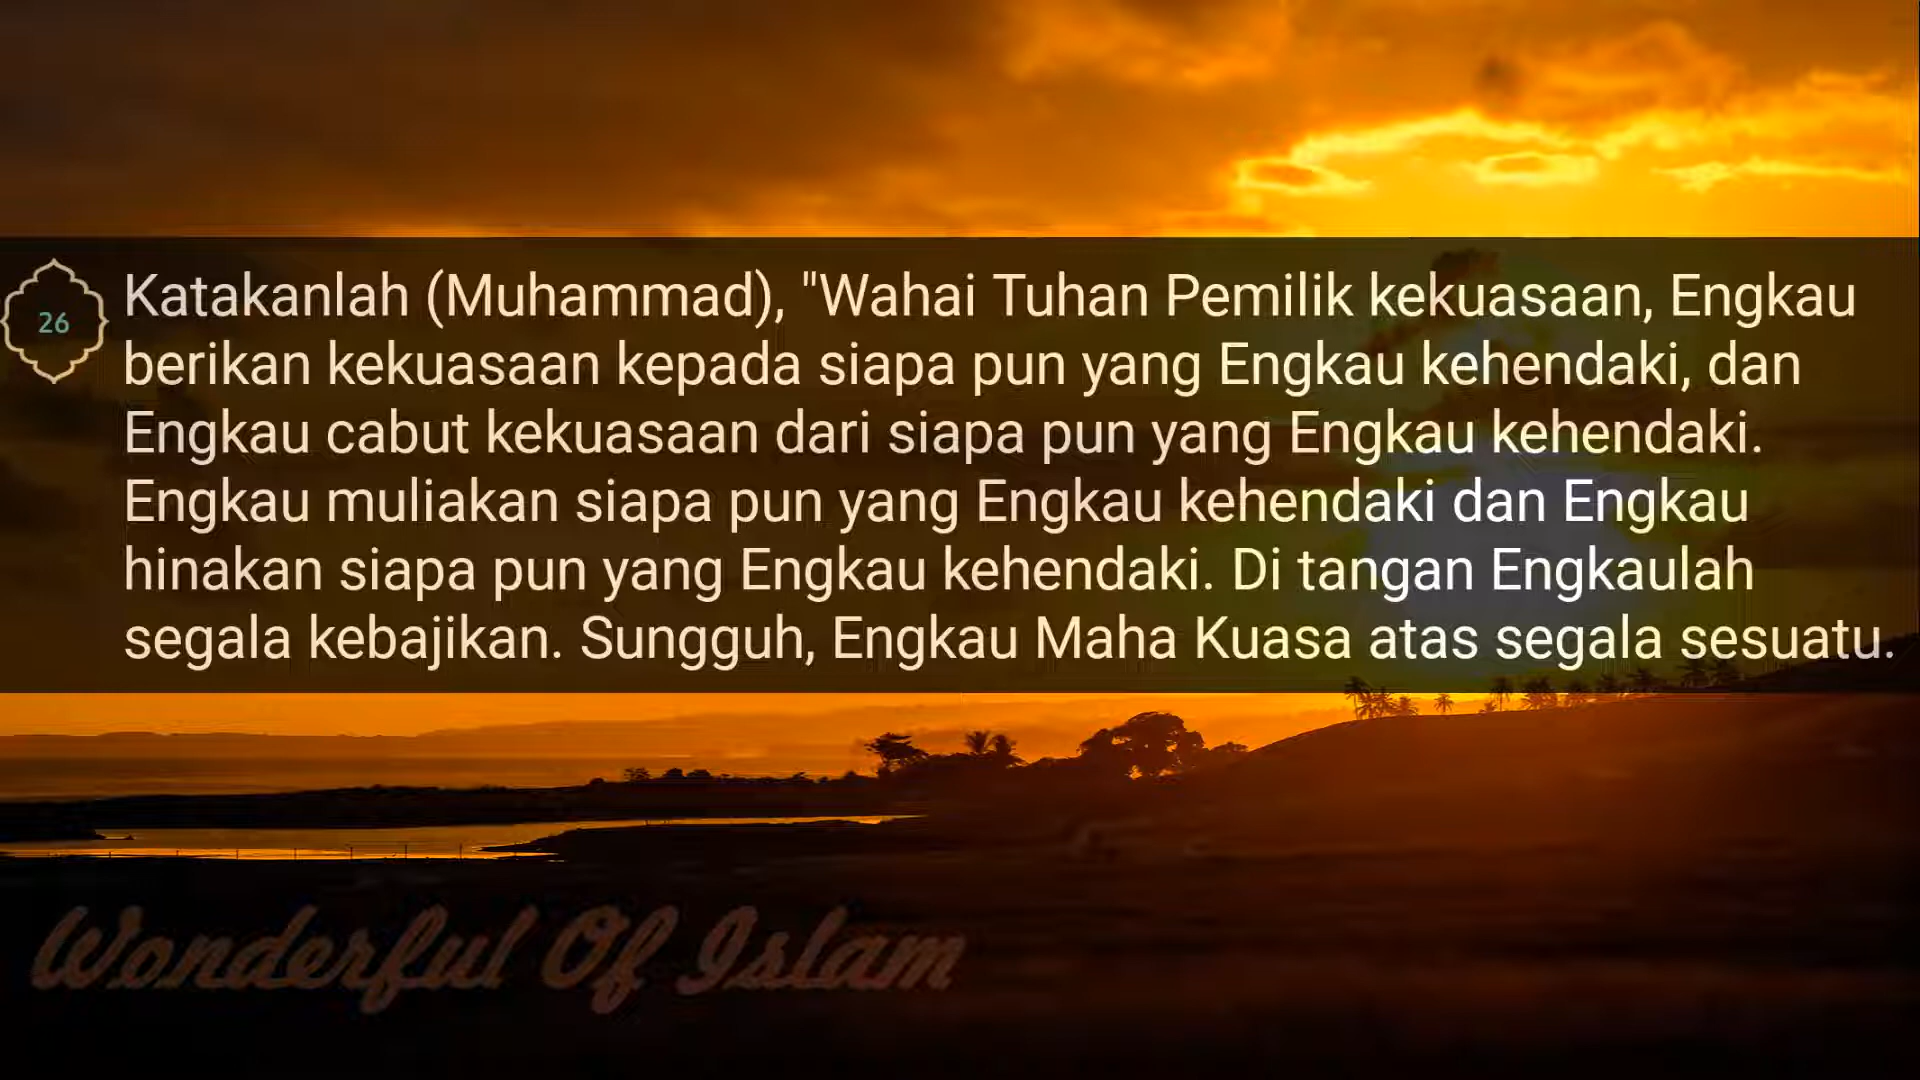 26
Katakanlah (Muhammad), "Wahai Tuhan Pemilik kekuasaan, Engkau
berikan kekuasaan kepada siapa pun yang Engkau kehendaki, dan
Engkau cabut kekuasaan dari siapa pun yang Engkau kehendaki.
Engkau muliakan siapa pun yang Engkau kehendaki dan Engkau
hinakan siapa pun yang Engkau kehendaki. Di tangan Engkaulah
segala kebajikan. Sungguh, Engkau Maha Kuasa atas segala sesuatu.
Wonderful Of Islam